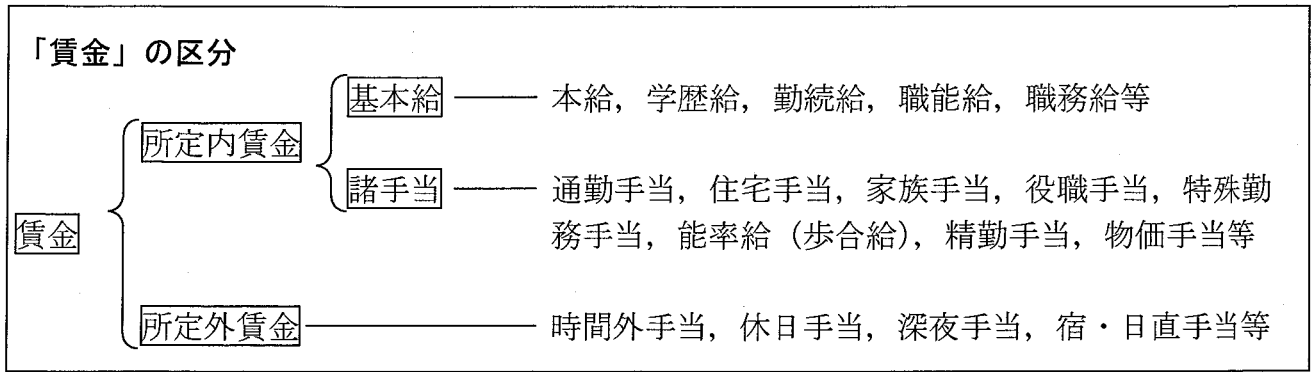 「賃金」の区分
基本給 ─── 本給，学歴給，勤続給，職能給，職務給等
所定内賃金
諸手当 ─── 通勤手当，住宅手当，家族手当，役職手当，特殊勤
務手当，能率給（歩合給），精勤手当，物価手当等
賃金
所定外賃金 ─── 時間外手当，休日手当，深夜手当，宿・日直手当等